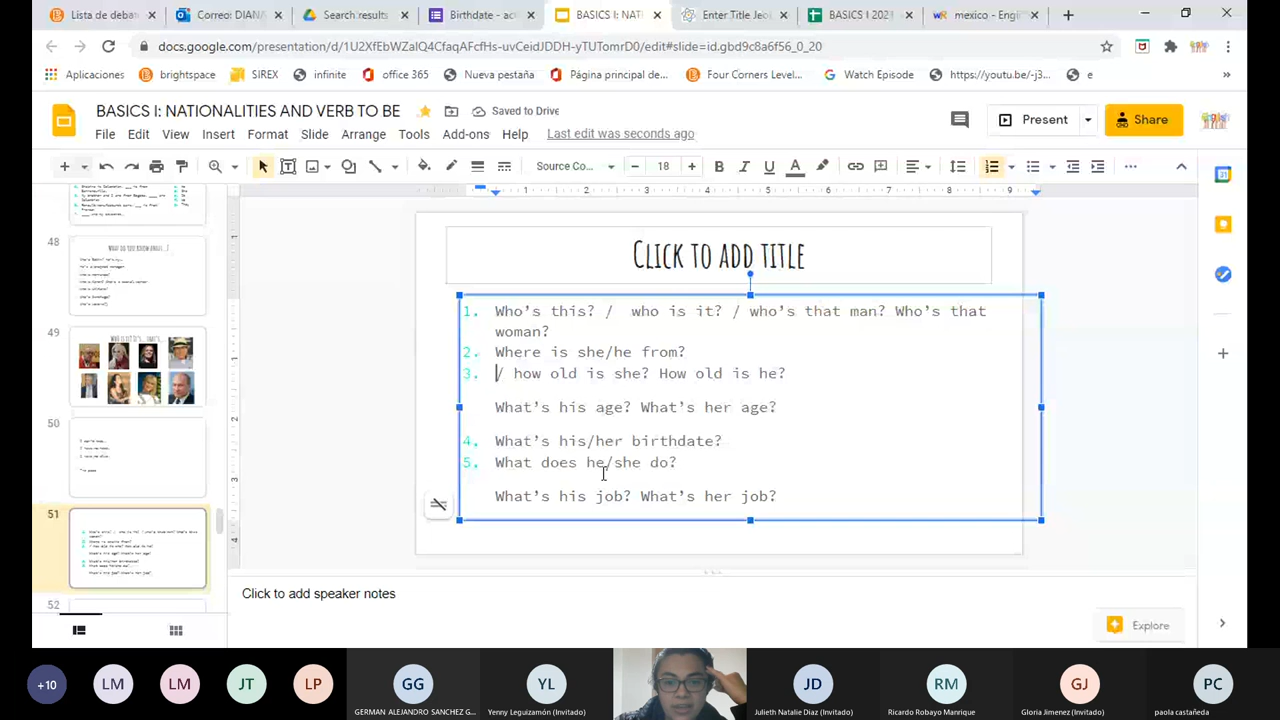 Lista de debat
Correo: DIANA
Search results
Birthdate - ac
BASICS I: NATI
Enter Title Jeo
BASICS I 2021
mexico - Englis
docs.google.com/presentation/d/1U2XfEbWZalQ4CfaqAFcfHs-uvCeidJDDH-yTUTomrD0/edit#slide=id.gbd9c8a6f56_0_20
Aplicaciones
brightspace
SIREX
infinite
office 365
Nueva pestaña
Página principal de...
Four Corners Level...
Watch Episode
https://youtu.be/-j3...
e
»
BASICS I: NATIONALITIES AND VERB TO BE
Saved to Drive
File Edit View Insert Format Slide Arrange Tools Add-ons Help Last edit was seconds ago
Present
Share
Source Co...
18
B I U A
48
49
50
51
52
CLICK TO ADD TITLE
1. Who's this? / who is it? / who's that man? Who's that
woman?
2. Where is she/he from?
3. / how old is she? How old is he?
What's his age? What's her age?
4. What's his/her birthdate?
5. What does he/she do?
What's his job? What's her job?
Click to add speaker notes
Explore
+10
LM
LM
JT
LP
GG
GERMAN ALEJANDRO SANCHEZ G...
YL
Yenny Leguizamón (Invitado)
JD
Julieth Natalie Diaz (Invitado)
RM
Ricardo Robayo Manrique
GJ
Gloria Jimenez (Invitado)
PC
paola castañeda